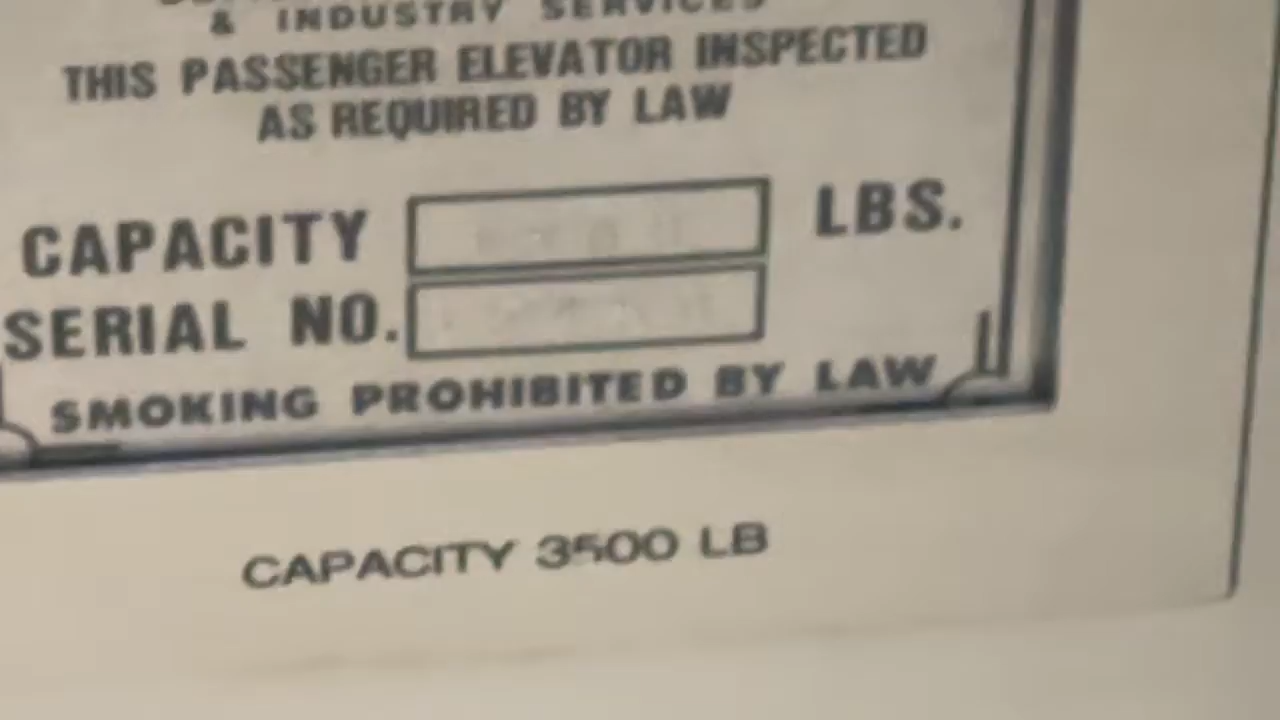 & INDUSTRY SERVICES
THIS PASSENGER ELEVATOR INSPECTED
AS REQUIRED BY LAW
CAPACITY LBS.
SERIAL NO.
SMOKING PROHIBITED BY LAW
CAPACITY 3500 LB